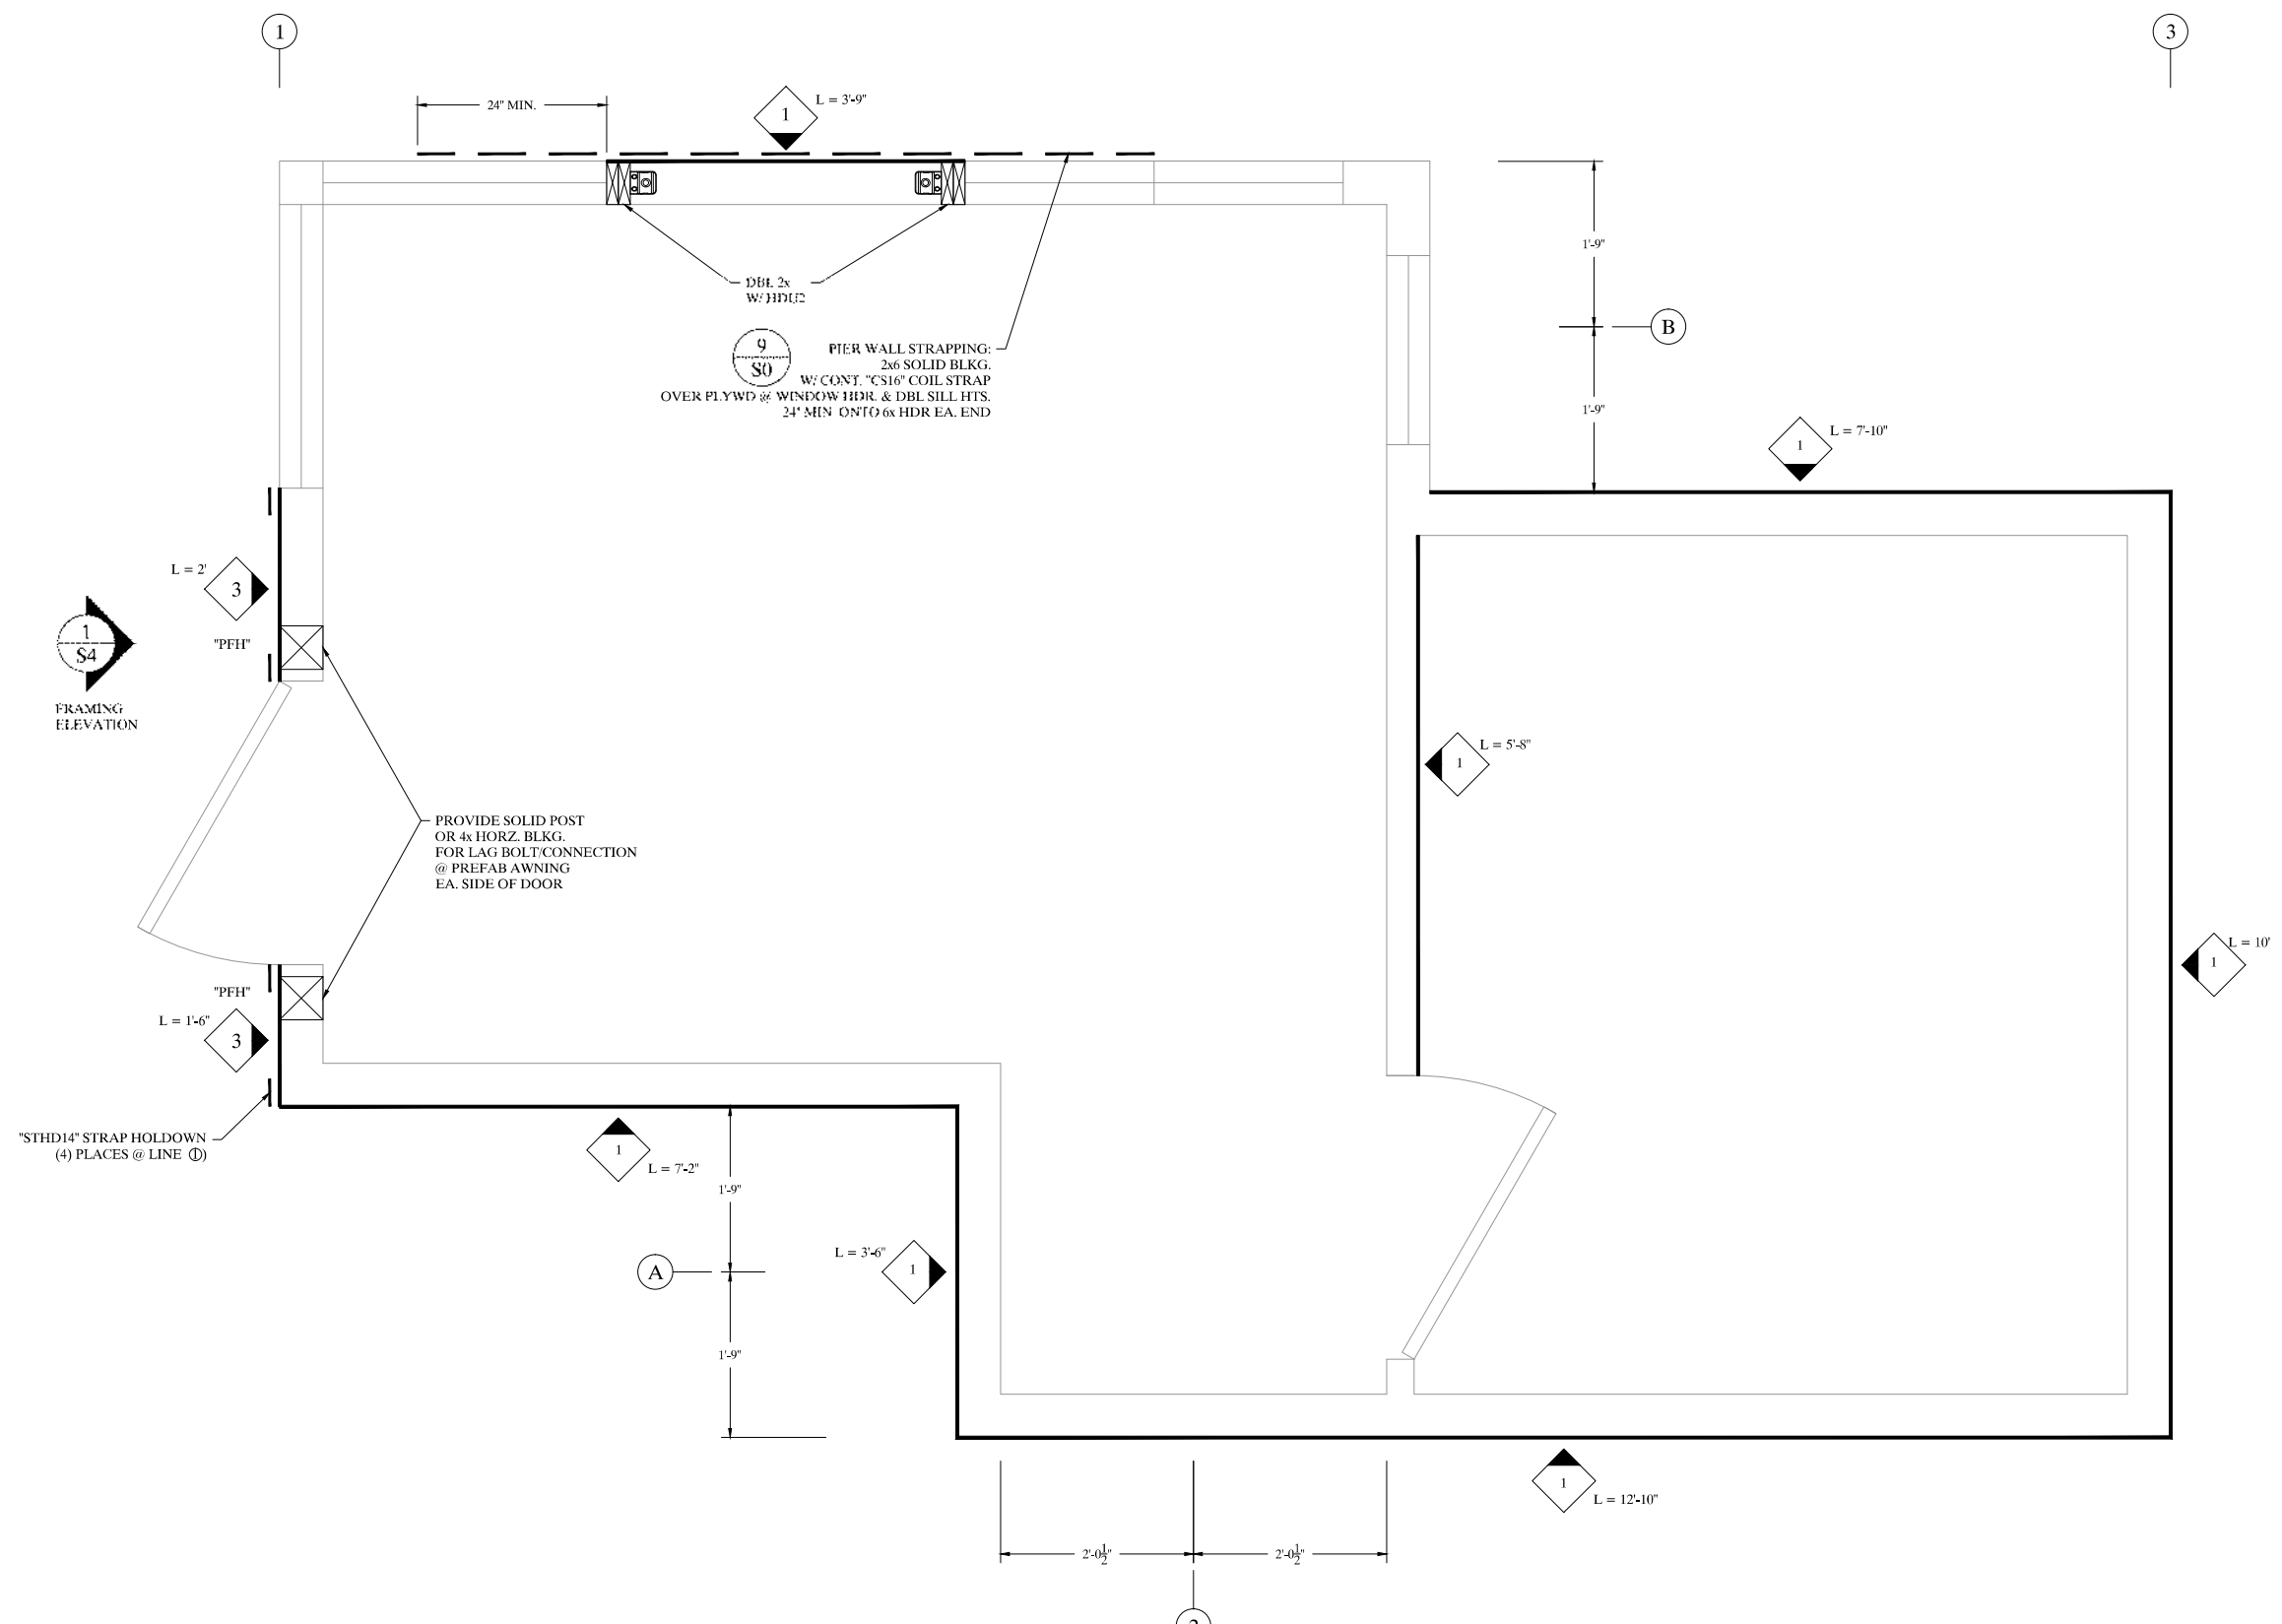 1
3
24" MIN.
1
L = 3'-9"
1'-9"
DBL 2x
W/ HDU2
B
9
S0
PIER WALL STRAPPING:
2x6 SOLID BLKG.
W/ CONT. "CS16" COIL STRAP
OVER PLYWD @ WINDOW HDR. & DBL SILL HTS.
24" MIN ONTO 6x HDR EA. END
1'-9"
1
L = 7'-10"
L = 2'
3
1
S4
"PFH"
FRAMING
ELEVATION
1
L = 5'-8"
PROVIDE SOLID POST
OR 4x HORZ. BLKG.
FOR LAG BOLT/CONNECTION
@ PREFAB AWNING
EA. SIDE OF DOOR
L = 10'
1
"PFH"
L = 1'-6"
3
"STHD14" STRAP HOLDOWN
(4) PLACES @ LINE ①)
1
L = 7'-2"
1'-9"
A
L = 3'-6"
1
1'-9"
1
L = 12'-10"
2'-0½"
2'-0½"
2